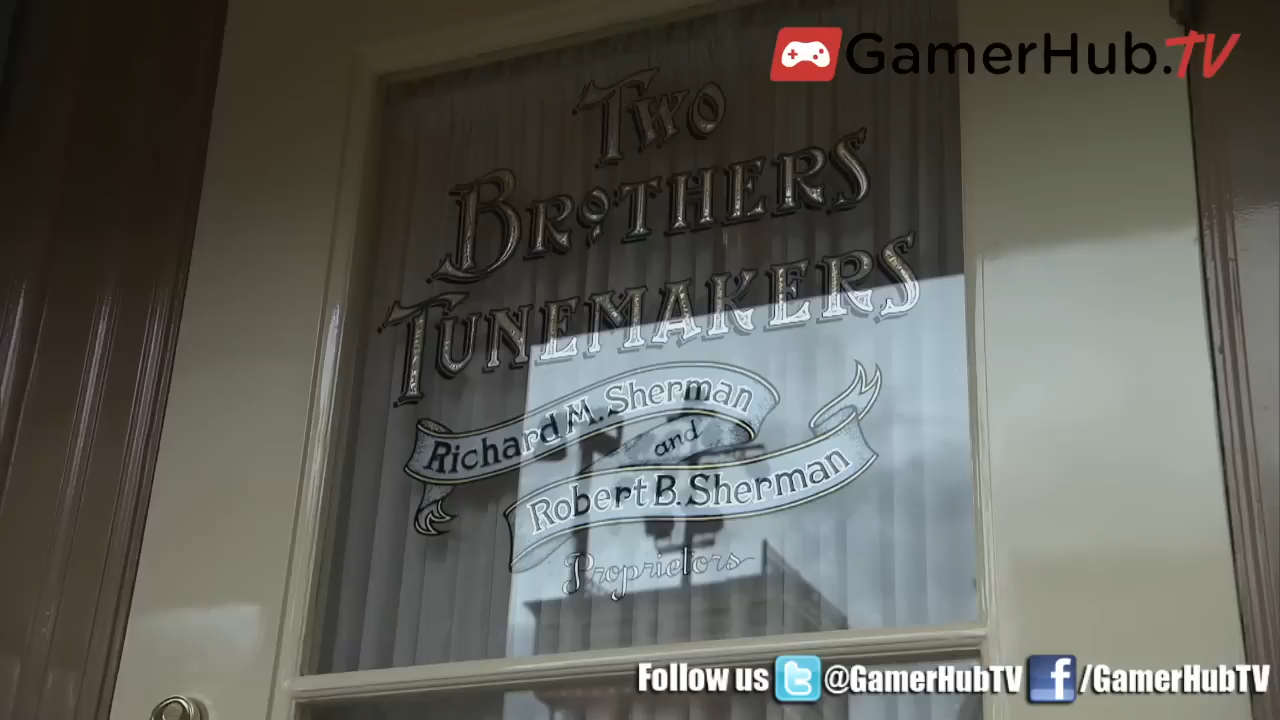 GamerHub.TV
Two
Brothers
Tunemakers
Richard M. Sherman
and
Robert B. Sherman
Proprietors
Follow us @GamerHubTV /GamerHubTV